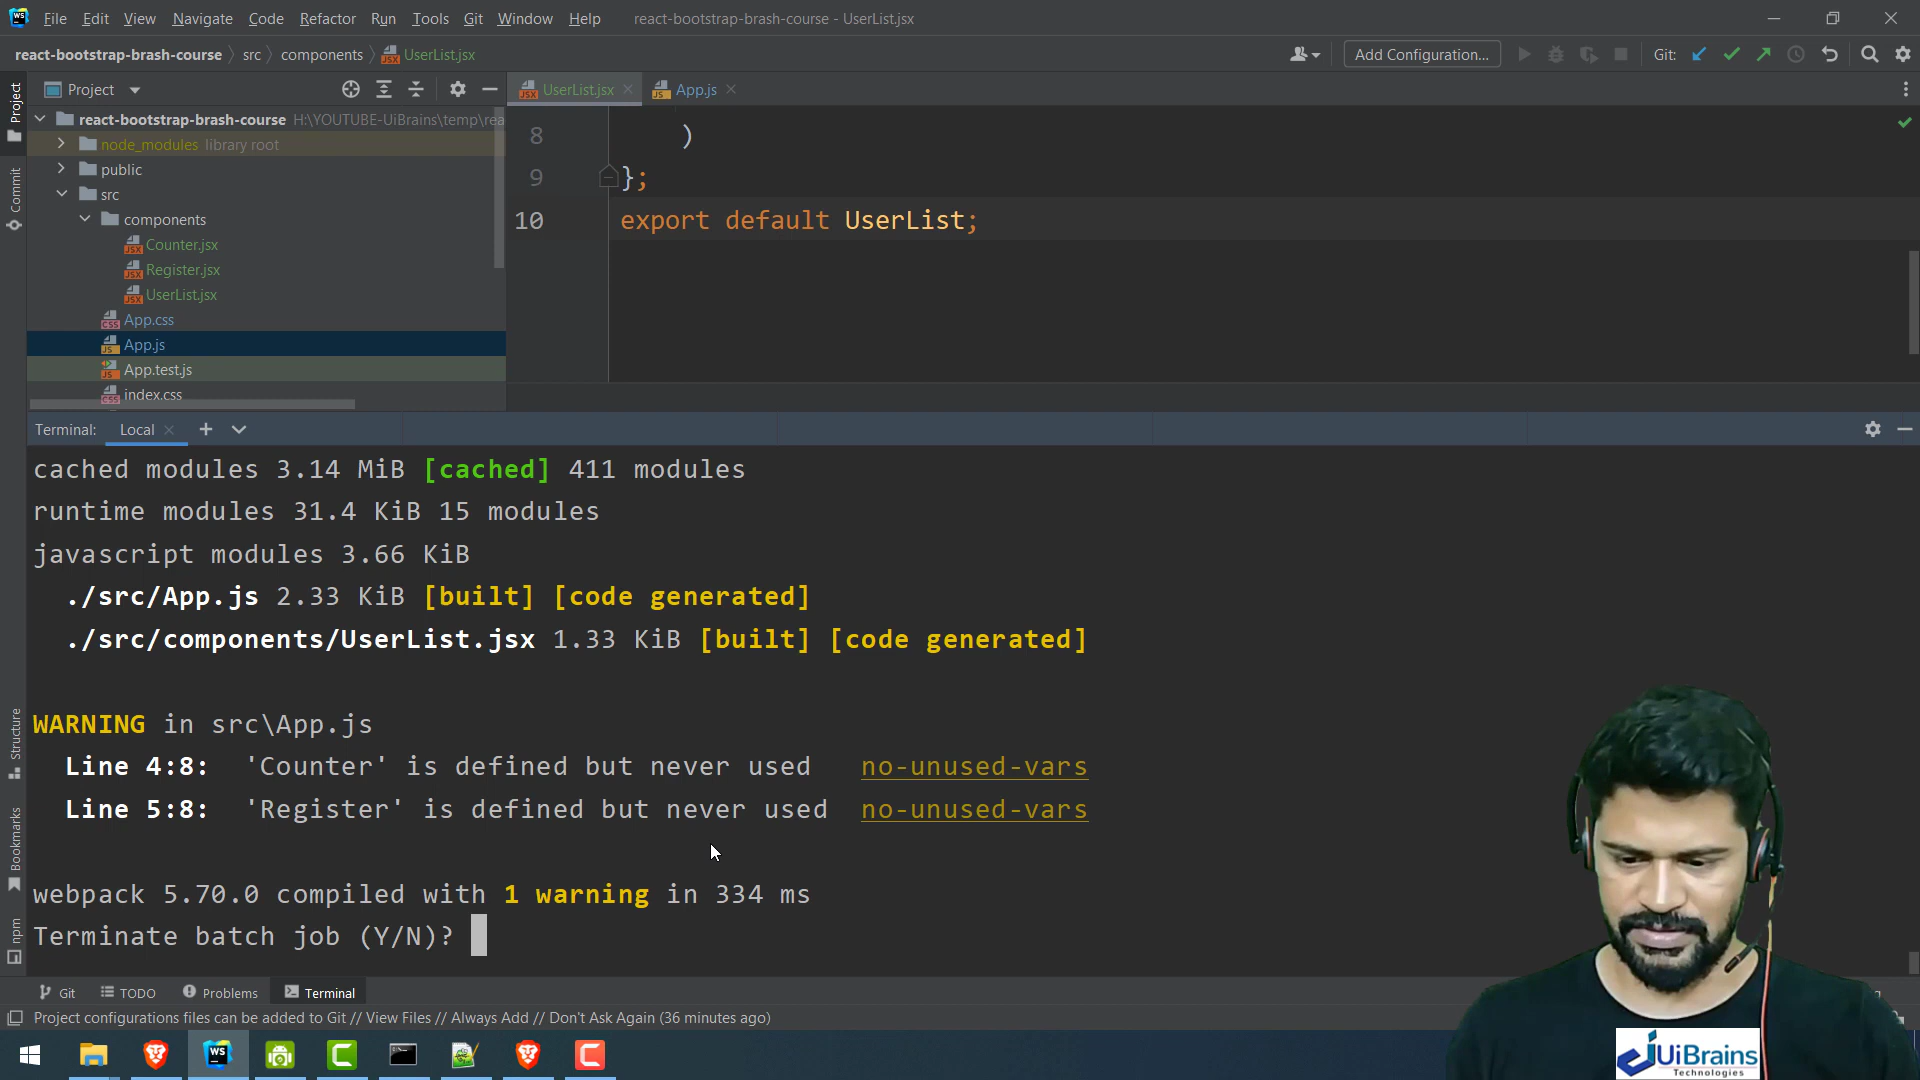 File Edit View Navigate Code Refactor Run Tools Git Window Help react-bootstrap-brash-course - UserList.jsx
react-bootstrap-brash-course src components UserList.jsx Add Configuration... Git:
Project
Project
UserList.jsx App.js
react-bootstrap-brash-course H:\YOUTUBE-UiBrains\temp\rea
node_modules library root
public
src
components
Counter.jsx
Register.jsx
UserList.jsx
App.css
App.js
App.test.js
index.css
Commit
8 )
9 };
10 export default UserList;
Terminal: Local
cached modules 3.14 MiB [cached] 411 modules
runtime modules 31.4 KiB 15 modules
javascript modules 3.66 KiB
./src/App.js 2.33 KiB [built] [code generated]
./src/components/UserList.jsx 1.33 KiB [built] [code generated]
WARNING in src\App.js
Line 4:8: 'Counter' is defined but never used no-unused-vars
Line 5:8: 'Register' is defined but never used no-unused-vars
webpack 5.70.0 compiled with 1 warning in 334 ms
Terminate batch job (Y/N)?
Structure
Bookmarks
npm
Git TODO Problems Terminal
Project configurations files can be added to Git // View Files // Always Add // Don't Ask Again (36 minutes ago)
WS
UiBrains
Technologies